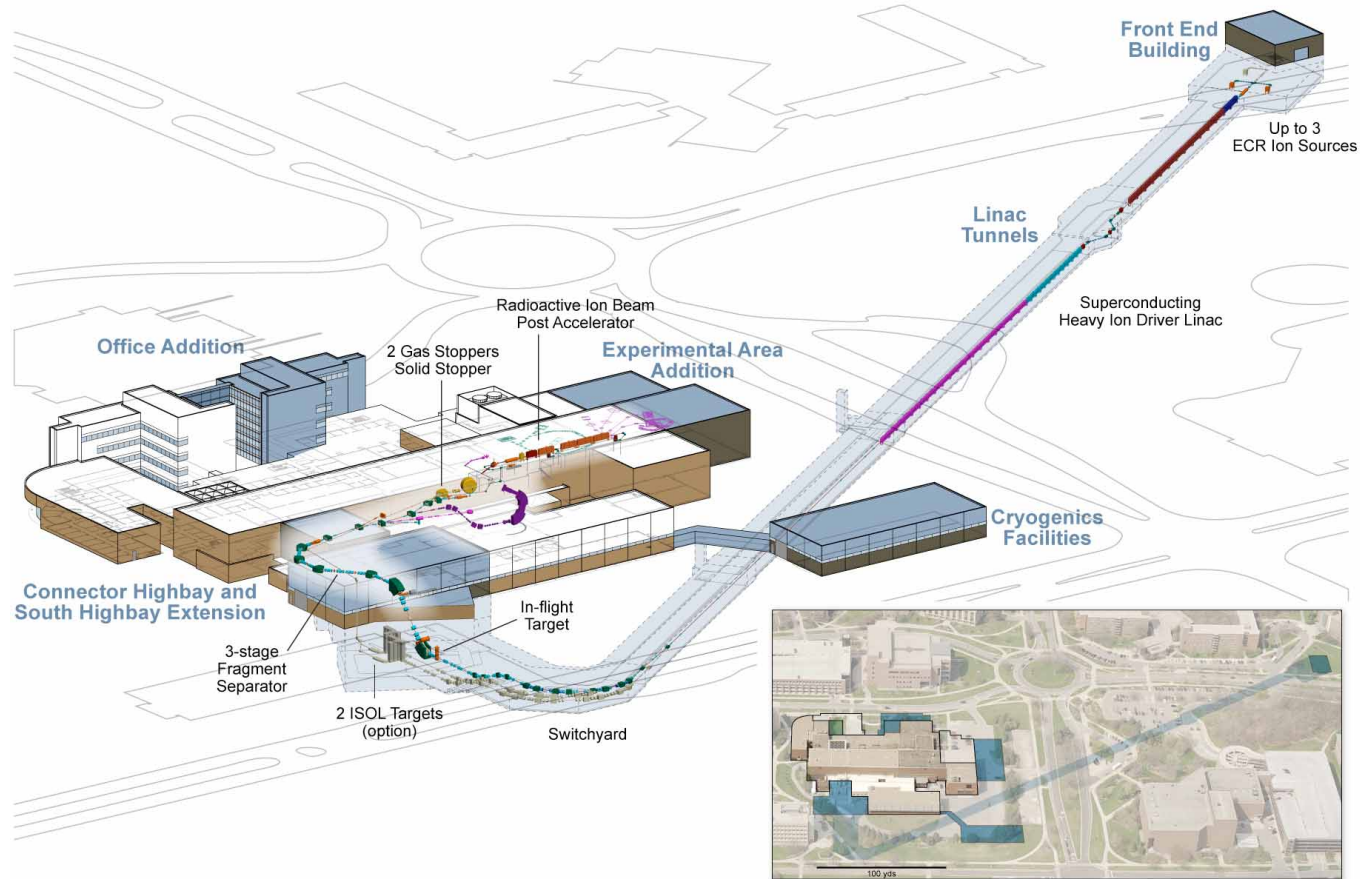 Front End
Building
Up to 3
ECR Ion Sources
Linac
Tunnels
Superconducting
Heavy Ion Driver Linac
Radioactive Ion Beam
Post Accelerator
Office Addition
2 Gas Stoppers
Solid Stopper
Experimental Area
Addition
Cryogenics
Facilities
Connector Highbay and
South Highbay Extension
In-flight
Target
3-stage
Fragment
Separator
2 ISOL Targets
(option)
Switchyard
100 yds